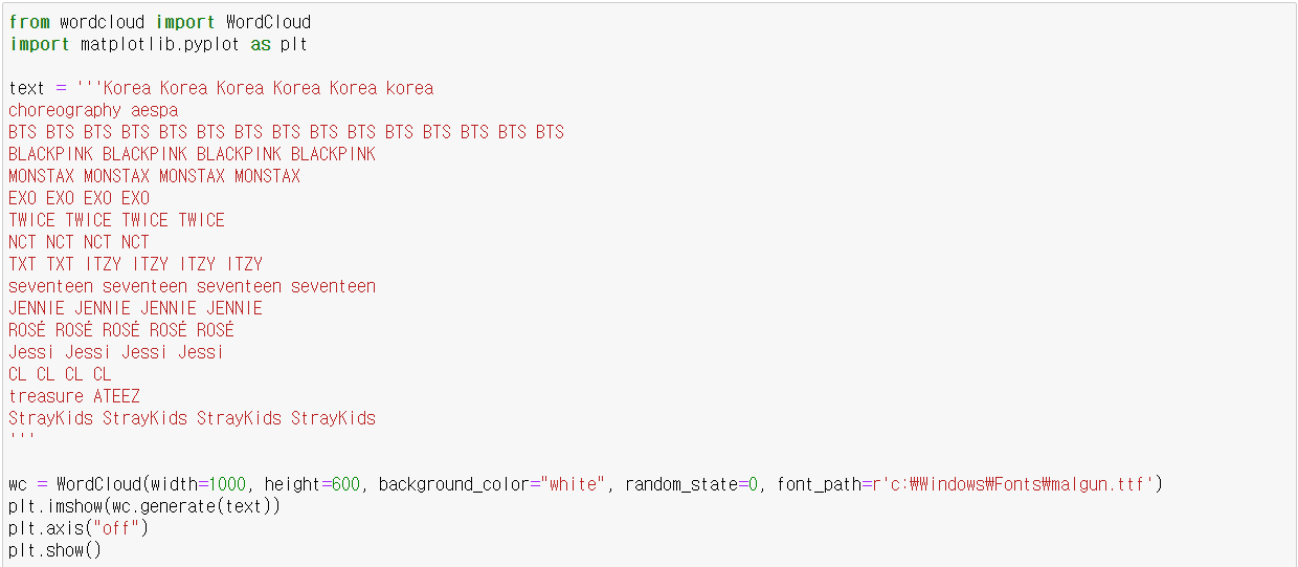 from wordcloud import WordCloud
import matplotlib.pyplot as plt
text = '''Korea Korea Korea Korea Korea korea
choreography aespa
BTS BTS BTS BTS BTS BTS BTS BTS BTS BTS BTS BTS BTS BTS BTS
BLACKPINK BLACKPINK BLACKPINK BLACKPINK
MONSTAX MONSTAX MONSTAX MONSTAX
EXO EXO EXO EXO
TWICE TWICE TWICE TWICE
NCT NCT NCT NCT
TXT TXT ITZY ITZY ITZY ITZY
seventeen seventeen seventeen seventeen
JENNIE JENNIE JENNIE JENNIE
ROSÉ ROSÉ ROSÉ ROSÉ ROSÉ
Jessi Jessi Jessi Jessi
CL CL CL CL
treasure ATEEZ
StrayKids StrayKids StrayKids StrayKids
'''
wc = WordCloud(width=1000, height=600, background_color="white", random_state=0, font_path=r'c:₩Windows₩Fonts₩malgun.ttf')
plt.imshow(wc.generate(text))
plt.axis("off")
plt.show()